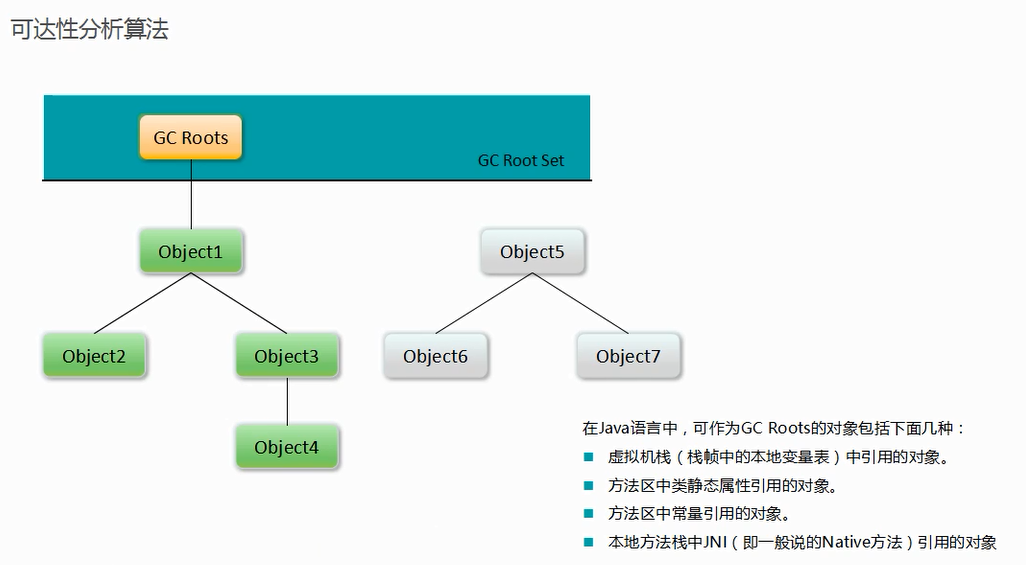 可达性分析算法
GC Roots
GC Root Set
Object1
Object5
Object2
Object3
Object6
Object7
Object4
在Java语言中，可作为GC Roots的对象包括下面几种：
虚拟机栈（栈帧中的本地变量表）中引用的对象。
方法区中类静态属性引用的对象。
方法区中常量引用的对象。
本地方法栈中JNI（即一般说的Native方法）引用的对象